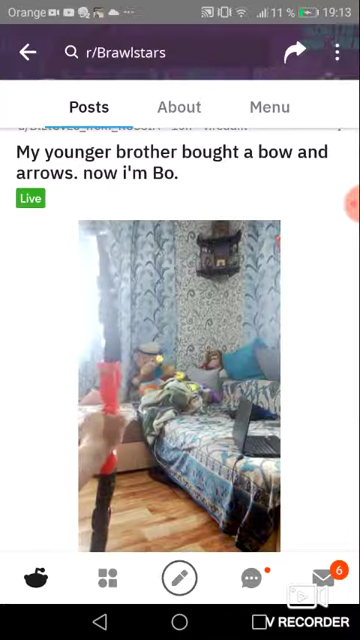 Orange 11 % 19:13
r/Brawlstars
Posts About Menu
My younger brother bought a bow and
arrows. now i'm Bo.
Live
6
V RECORDER